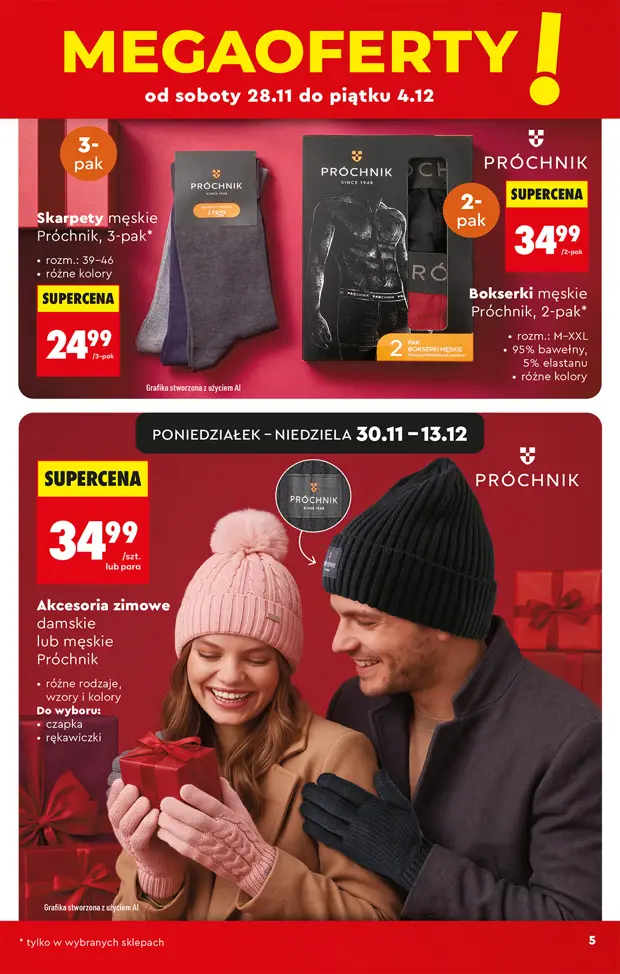 MEGAOFERTY!
od soboty 28.11 do piątku 4.12
3-
pak
Skarpety męskie
Próchnik, 3-pak*
• rozm.: 39–46
• różne kolory
SUPERCENA
24 99
/3-pak
PRÓCHNIK
SINCE 1948
Grafika stworzona z użyciem AI
PRÓCHNIK
SINCE 1948
2 PAK
BOKSERKI MĘSKIE
2-
pak
PRÓCHNIK
SUPERCENA
34 99
/2-pak
Bokserki męskie
Próchnik, 2-pak*
• rozm.: M–XXL
• 95% bawełny,
5% elastanu
• różne kolory
PONIEDZIAŁEK – NIEDZIELA 30.11 – 13.12
PRÓCHNIK
SUPERCENA
34 99
/szt.
lub para
PRÓCHNIK
SINCE 1948
Akcesoria zimowe
damskie
lub męskie
Próchnik
• różne rodzaje,
wzory i kolory
Do wyboru:
• czapka
• rękawiczki
Grafika stworzona z użyciem AI
* tylko w wybranych sklepach
5